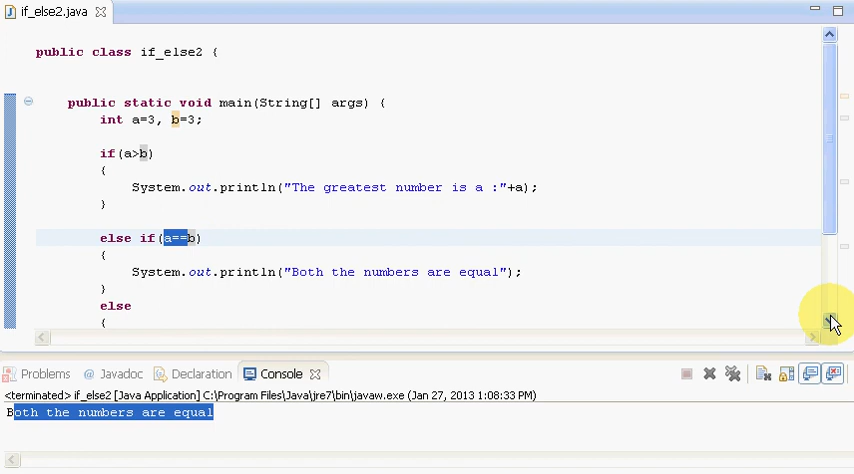 if_else2.java
public class if_else2 {
public static void main(String[] args) {
int a=3, b=3;
if(a>b)
{
System.out.println("The greatest number is a :"+a);
}
else if(a==b)
{
System.out.println("Both the numbers are equal");
}
else
{
Problems @ Javadoc Declaration Console
<terminated> if_else2 [Java Application] C:\Program Files\Java\jre7\bin\javaw.exe (Jan 27, 2013 1:08:33 PM)
Both the numbers are equal